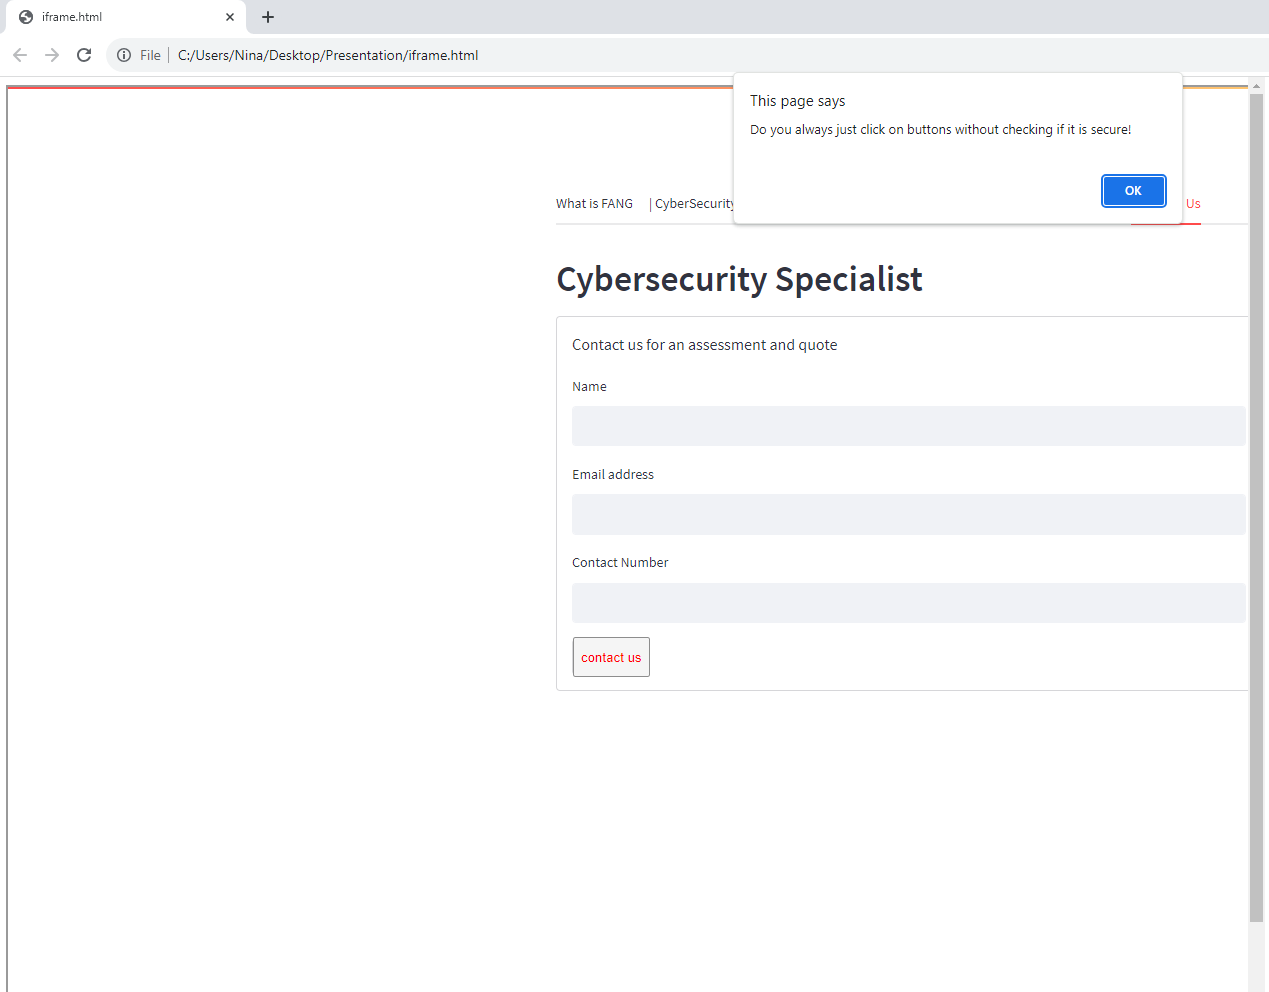 iframe.html
File | C:/Users/Nina/Desktop/Presentation/iframe.html
This page says
Do you always just click on buttons without checking if it is secure!
OK
What is FANG | CyberSecurity Us
Cybersecurity Specialist
Contact us for an assessment and quote
Name
Email address
Contact Number
contact us